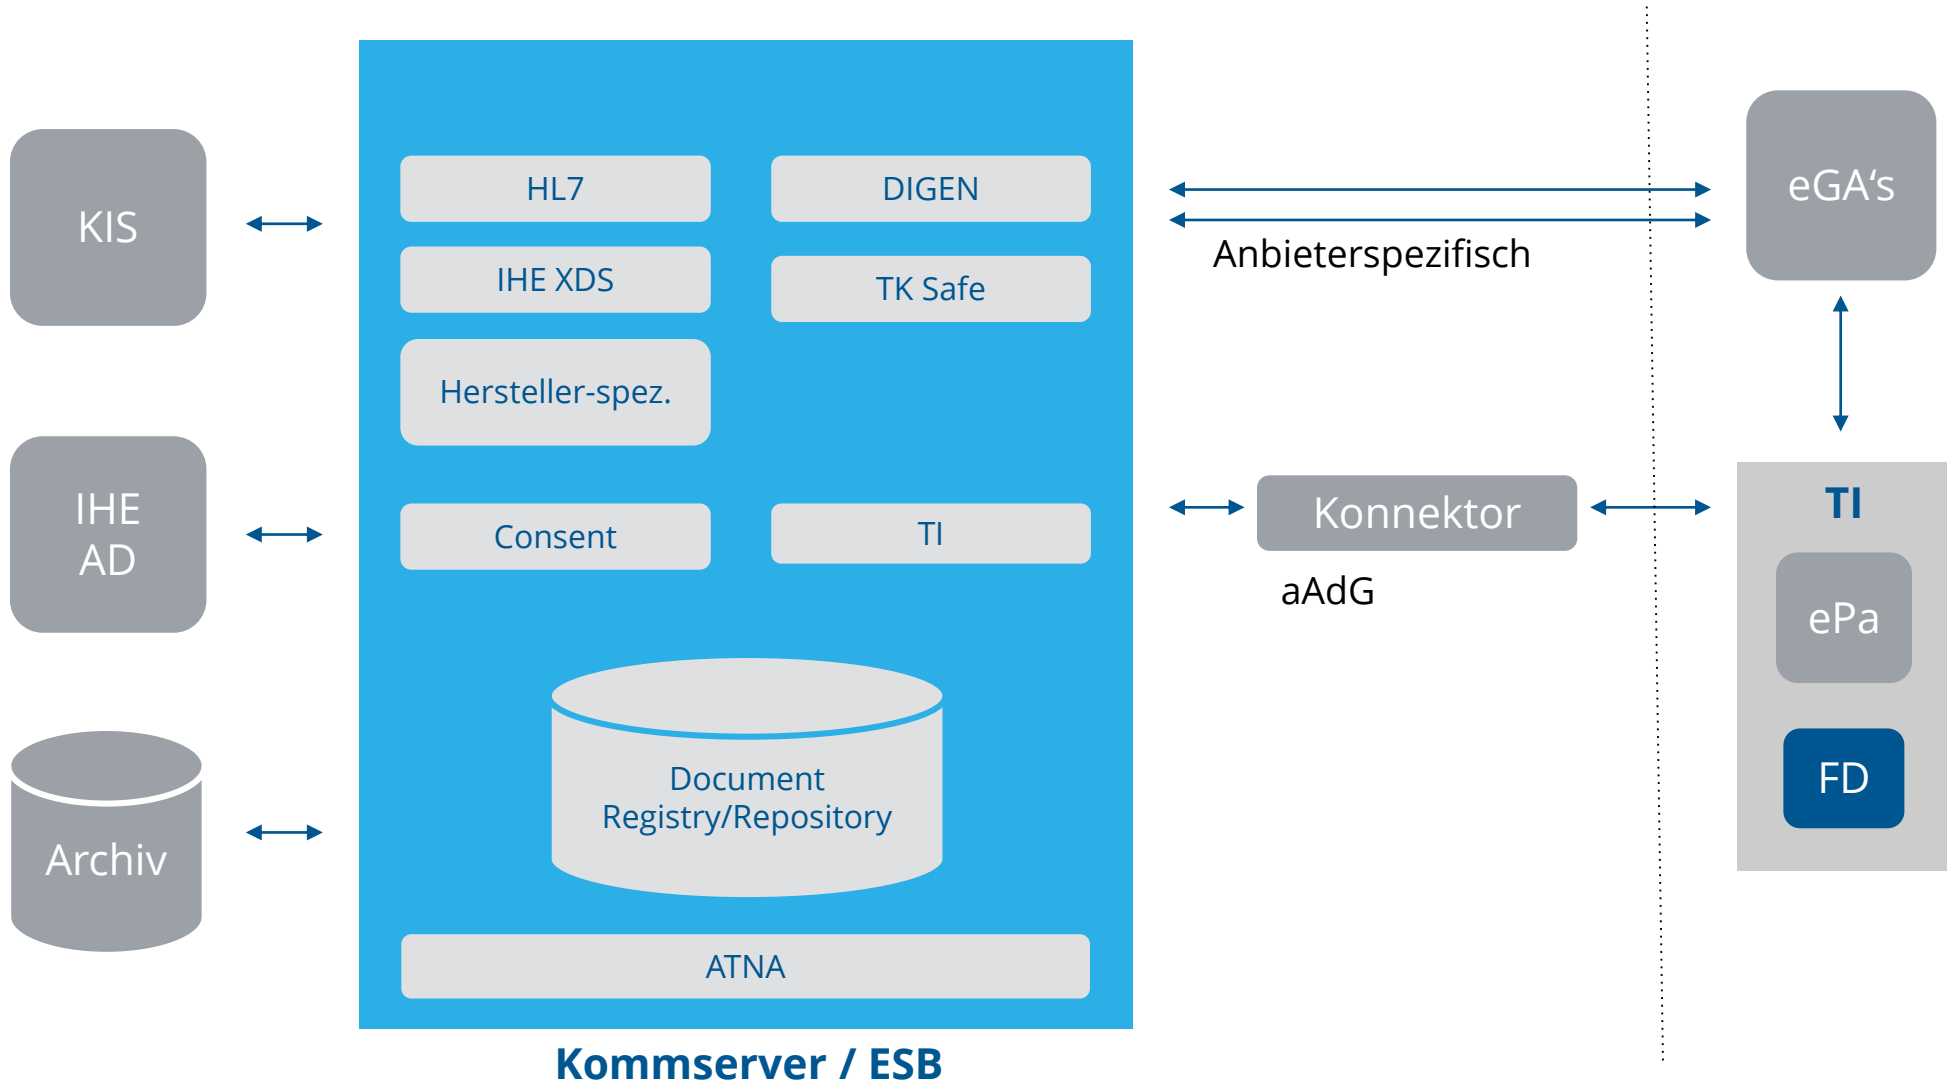 KIS
IHE
AD
Archiv
HL7
DIGEN
IHE XDS
TK Safe
Hersteller-spez.
Consent
TI
Document
Registry/Repository
ATNA
Kommserver / ESB
Anbieterspezifisch
Konnektor
aAdG
eGA‘s
TI
ePa
FD